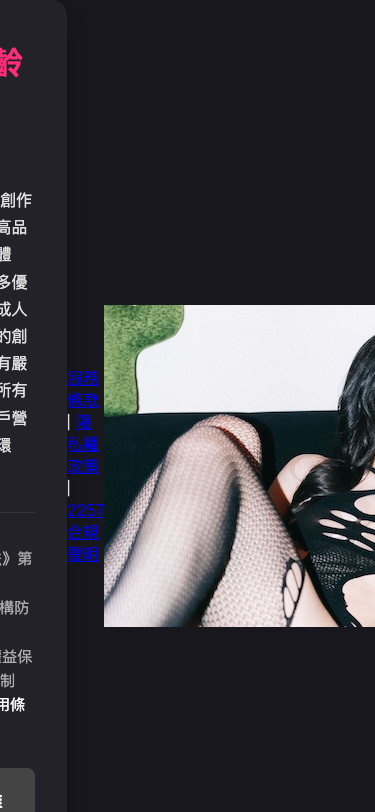 齡
創作
高品
體
多優
成人
的創
有嚴
所有
戶營
環
》第
構防
益保
制
用條
服務
條款
| 隱
私權
政策
|
2257
合規
聲明